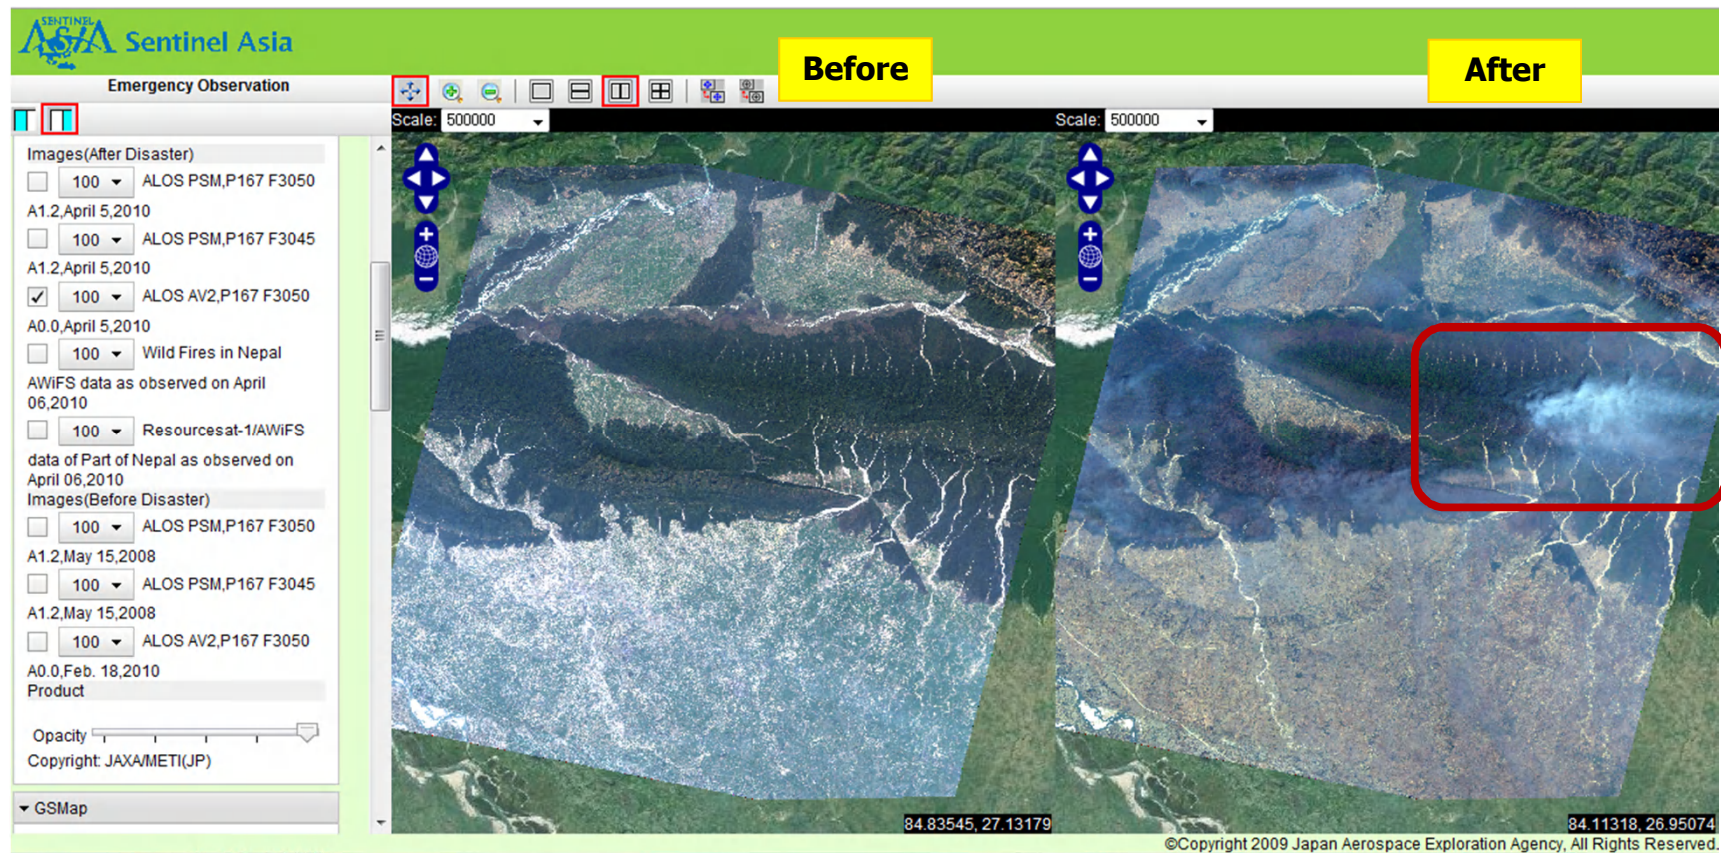 SENTINEL
ASIA Sentinel Asia
Before
After
Emergency Observation
Scale: 500000
Scale: 500000
Images(After Disaster)
100 ALOS PSM,P167 F3050
A1.2,April 5,2010
100 ALOS PSM,P167 F3045
A1.2,April 5,2010
100 ALOS AV2,P167 F3050
A0.0,April 5,2010
100 Wild Fires in Nepal
AWiFS data as observed on April
06,2010
100 Resourcesat-1/AWiFS
data of Part of Nepal as observed on
April 06,2010
Images(Before Disaster)
100 ALOS PSM,P167 F3050
A1.2,May 15,2008
100 ALOS PSM,P167 F3045
A1.2,May 15,2008
100 ALOS AV2,P167 F3050
A0.0,Feb. 18,2010
Product
Opacity
Copyright: JAXA/METI(JP)
GSMap
84.83545, 27.13179
84.11318, 26.95074
©Copyright 2009 Japan Aerospace Exploration Agency, All Rights Reserved.